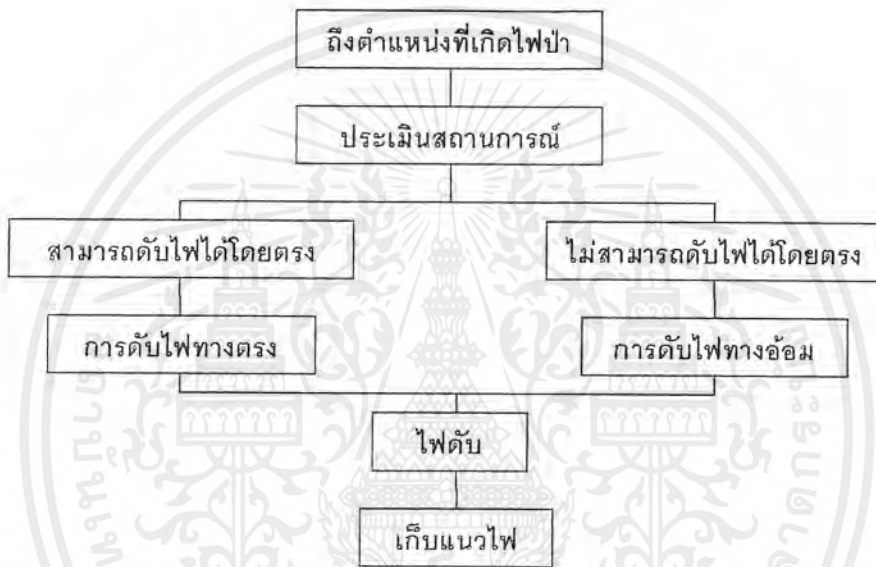 ถึงตำแหน่งที่เกิดไฟป่า
ประเมินสถานการณ์
สามารถดับไฟได้โดยตรง
ไม่สามารถดับไฟได้โดยตรง
การดับไฟทางตรง
การดับไฟทางอ้อม
ไฟดับ
เก็บแนวไฟ